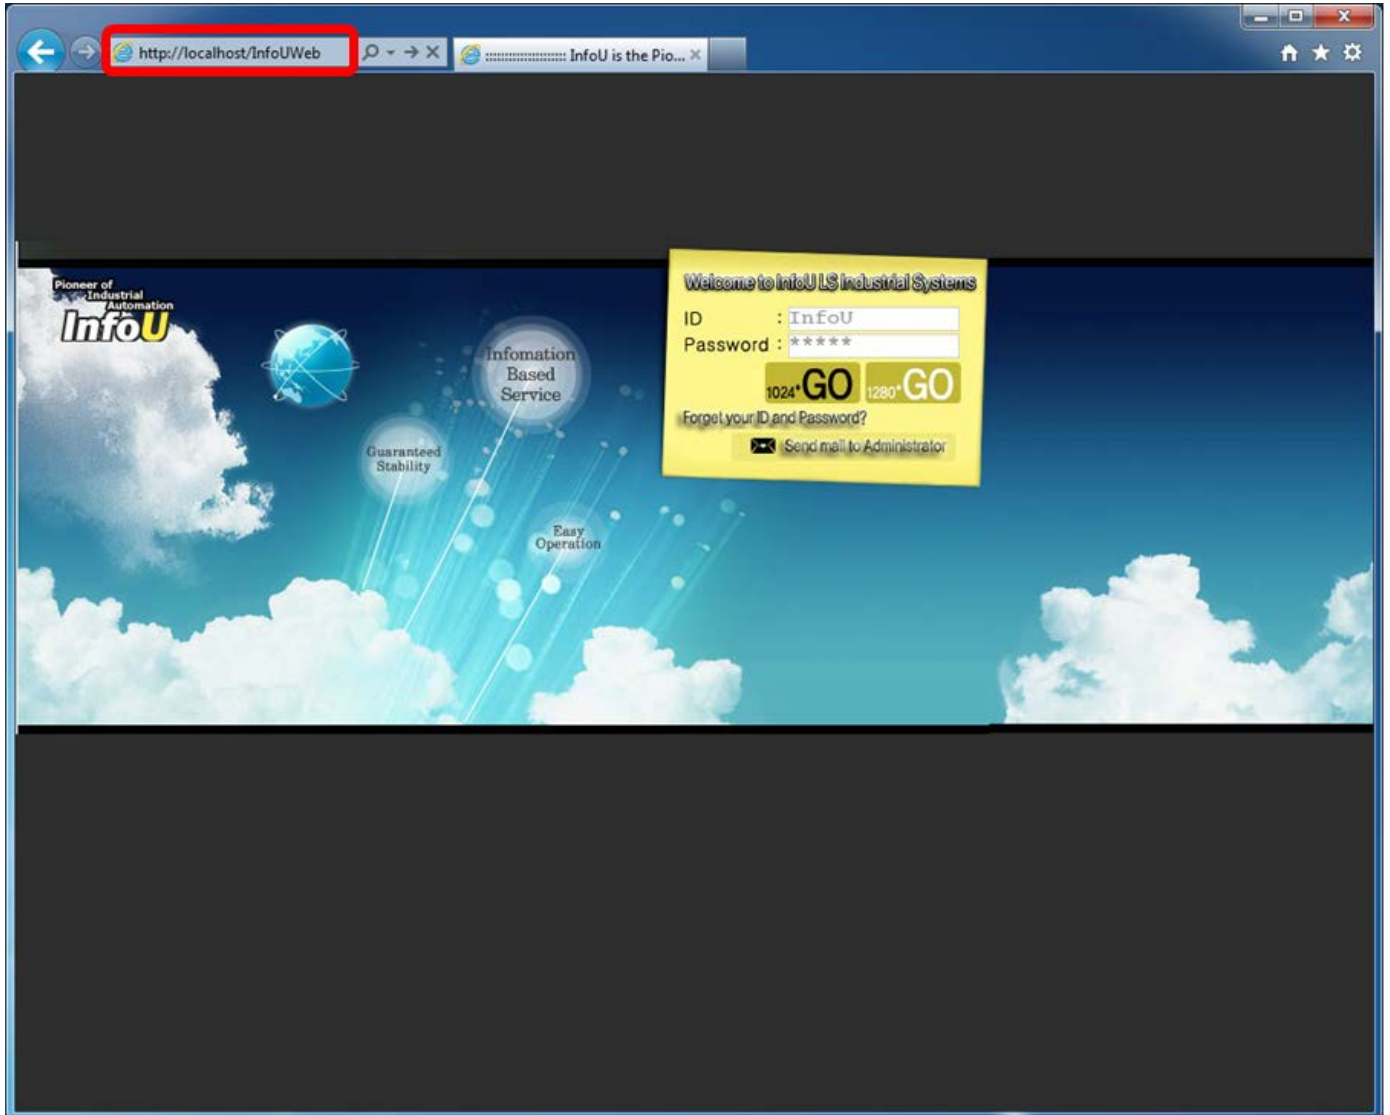 http://localhost/InfoUWeb
:::::::::::::::::::::: InfoU is the Pio...
Pioneer of
Industrial
Automation
InfoU
Infomation
Based
Service
Guaranteed
Stability
Easy
Operation
Welcome to InfoU LS Industrial Systems
ID : InfoU
Password : *****
1024*GO 1280*GO
Forget your ID and Password?
Send mail to Administrator